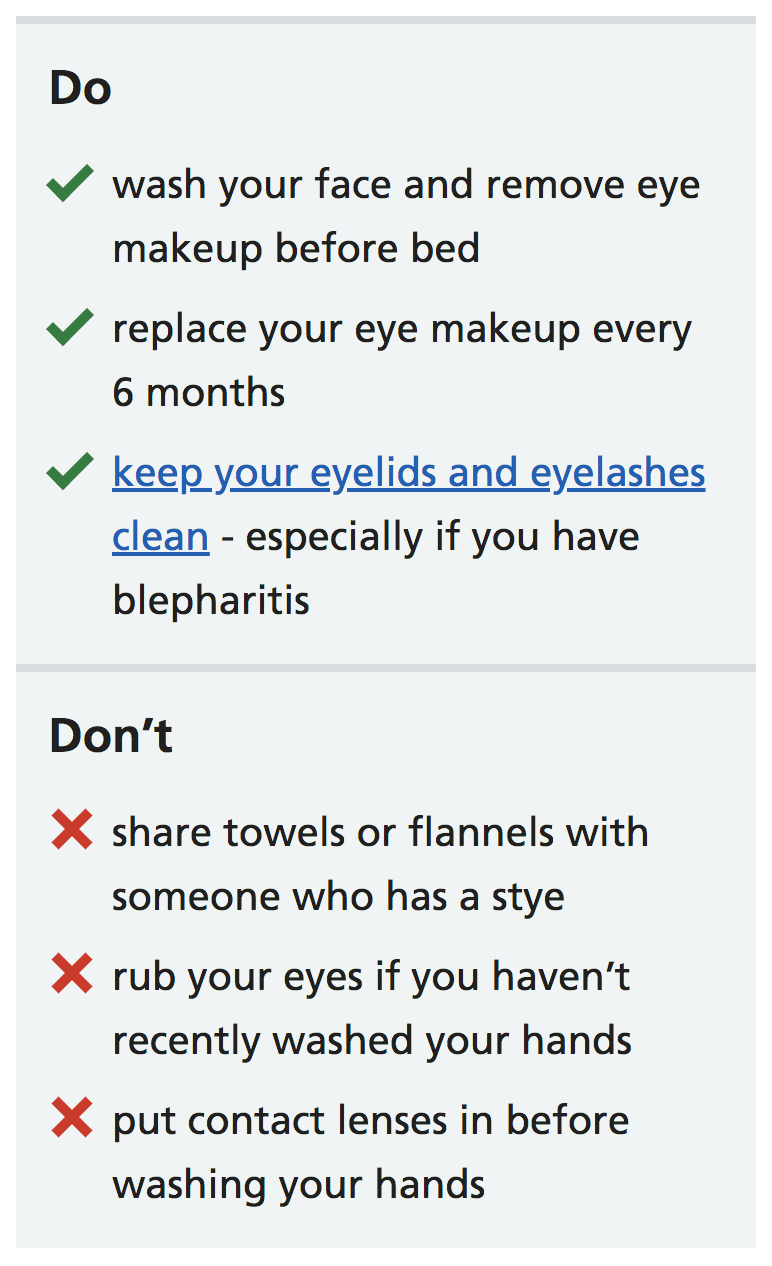 Do
wash your face and remove eye
makeup before bed
replace your eye makeup every
6 months
keep your eyelids and eyelashes
clean - especially if you have
blepharitis
Don’t
share towels or flannels with
someone who has a stye
rub your eyes if you haven’t
recently washed your hands
put contact lenses in before
washing your hands